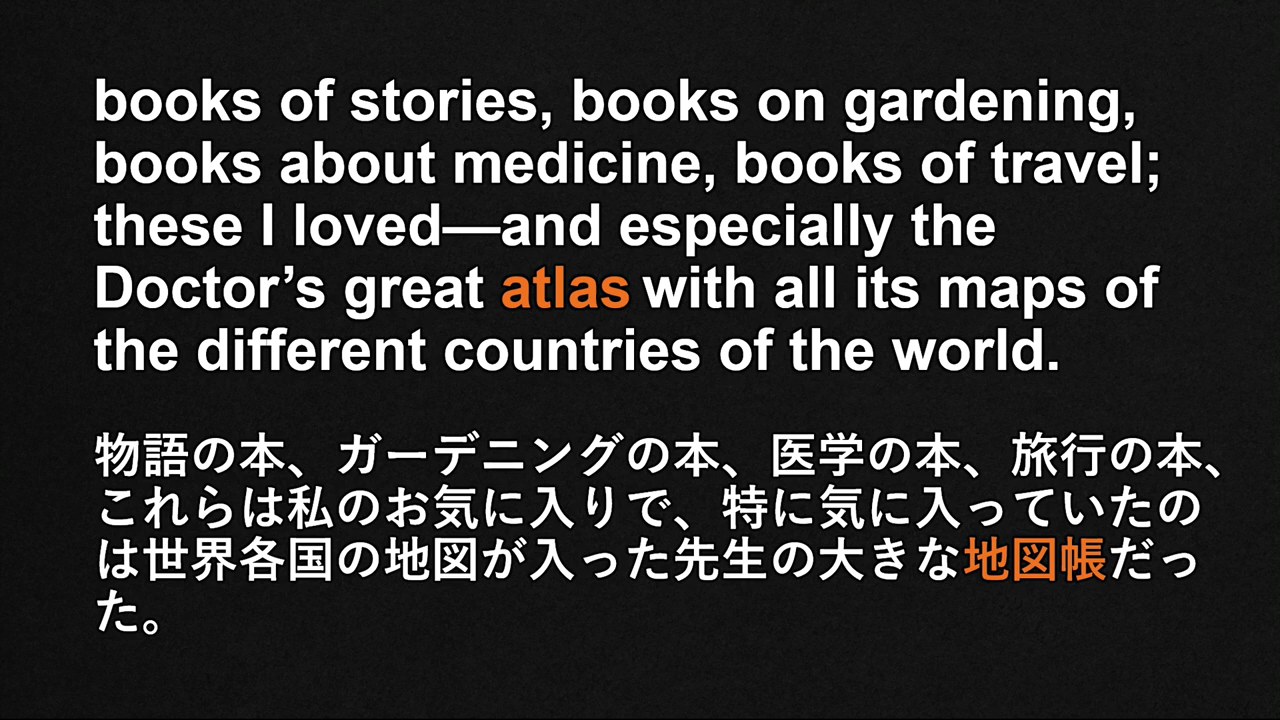 books of stories, books on gardening,
books about medicine, books of travel;
these I loved—and especially the
Doctor’s great atlas with all its maps of
the different countries of the world.
物語の本、ガーデニングの本、医学の本、旅行の本、
これらは私のお気に入りで、特に気に入っていたの
は世界各国の地図が入った先生の大きな地図帳だっ
た。